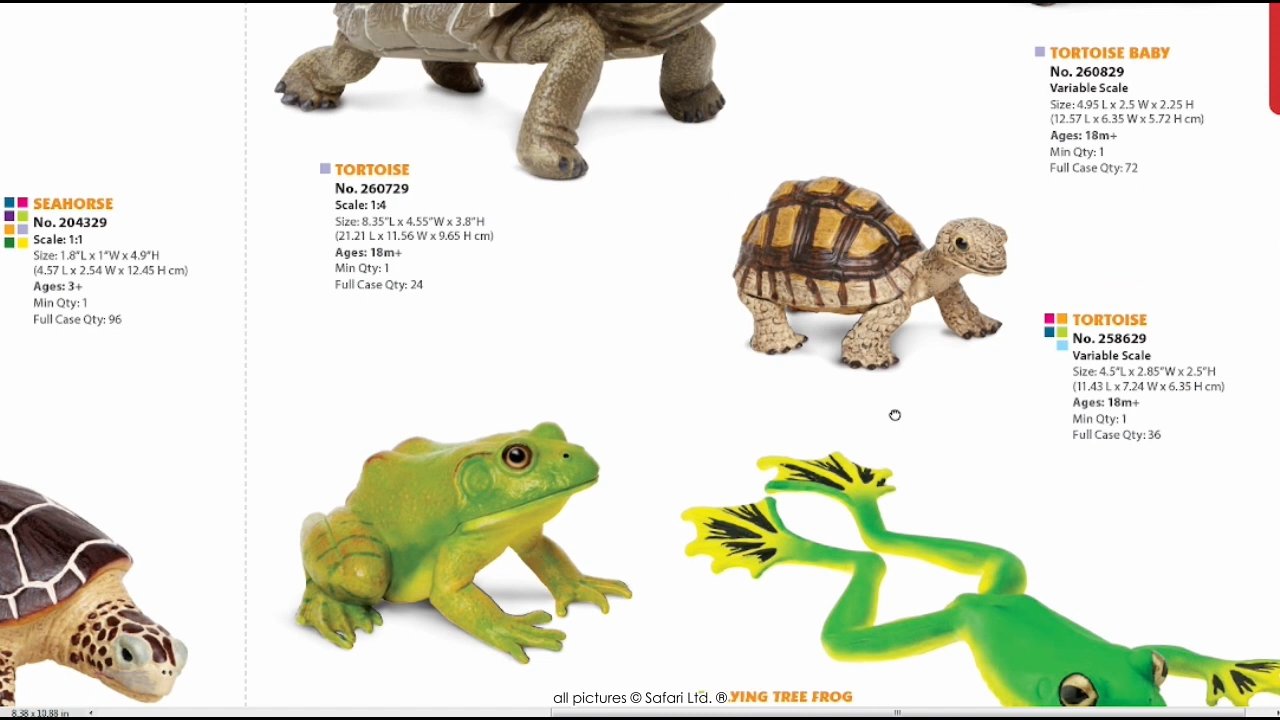 TORTOISE BABY
No. 260829
Variable Scale
Size: 4.95 L x 2.5 W x 2.25 H
(12.57 L x 6.35 W x 5.72 H cm)
Ages: 18m+
Min Qty: 1
Full Case Qty: 72
TORTOISE
No. 260729
Scale: 1:4
Size: 8.35"L x 4.55"W x 3.8"H
(21.21 L x 11.56 W x 9.65 H cm)
Ages: 18m+
Min Qty: 1
Full Case Qty: 24
SEAHORSE
No. 204329
Scale: 1:1
Size: 1.8"L x 1"W x 4.9"H
(4.57 L x 2.54 W x 12.45 H cm)
Ages: 3+
Min Qty: 1
Full Case Qty: 96
TORTOISE
No. 258629
Variable Scale
Size: 4.5"L x 2.85"W x 2.5"H
(11.43 L x 7.24 W x 6.35 H cm)
Ages: 18m+
Min Qty: 1
Full Case Qty: 36
all pictures © Safari Ltd. ® YING TREE FROG
8.38 x 10.88 in